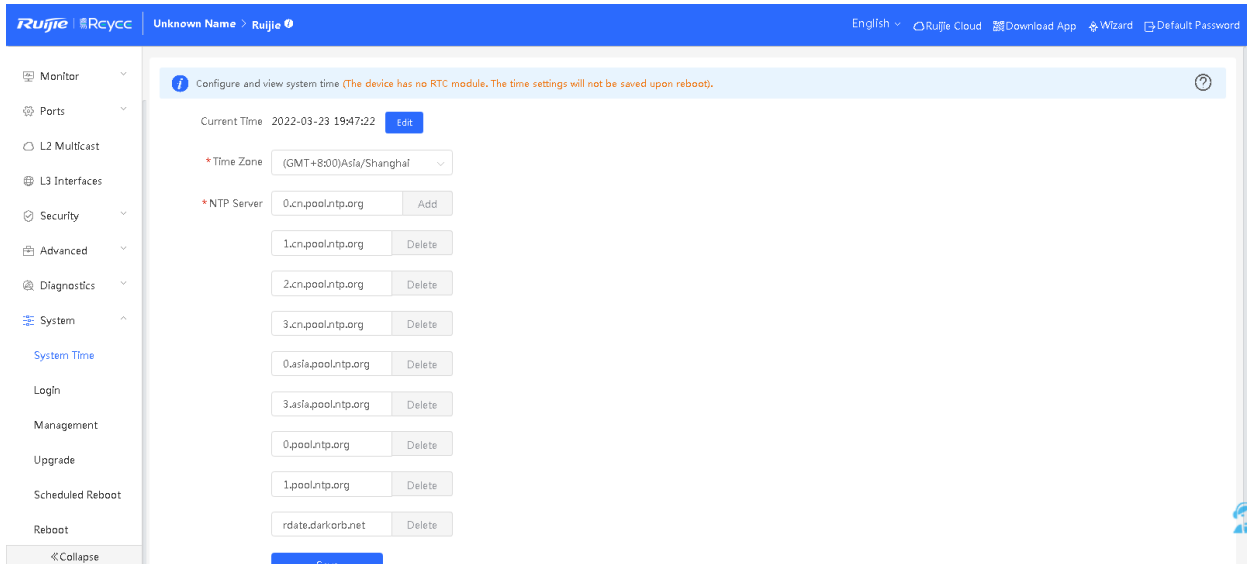 Ruijie | Rcycc Unknown Name > Ruijie English Ruijie Cloud Download App Wizard Default Password
Monitor
Ports
L2 Multicast
L3 Interfaces
Security
Advanced
Diagnostics
System
System Time
Login
Management
Upgrade
Scheduled Reboot
Reboot
«Collapse
Configure and view system time (The device has no RTC module. The time settings will not be saved upon reboot).
Current Time 2022-03-23 19:47:22 Edit
* Time Zone (GMT+8:00)Asia/Shanghai
* NTP Server 0.cn.pool.ntp.org Add
1.cn.pool.ntp.org Delete
2.cn.pool.ntp.org Delete
3.cn.pool.ntp.org Delete
0.asia.pool.ntp.org Delete
3.asia.pool.ntp.org Delete
0.pool.ntp.org Delete
1.pool.ntp.org Delete
rdate.darkorb.net Delete